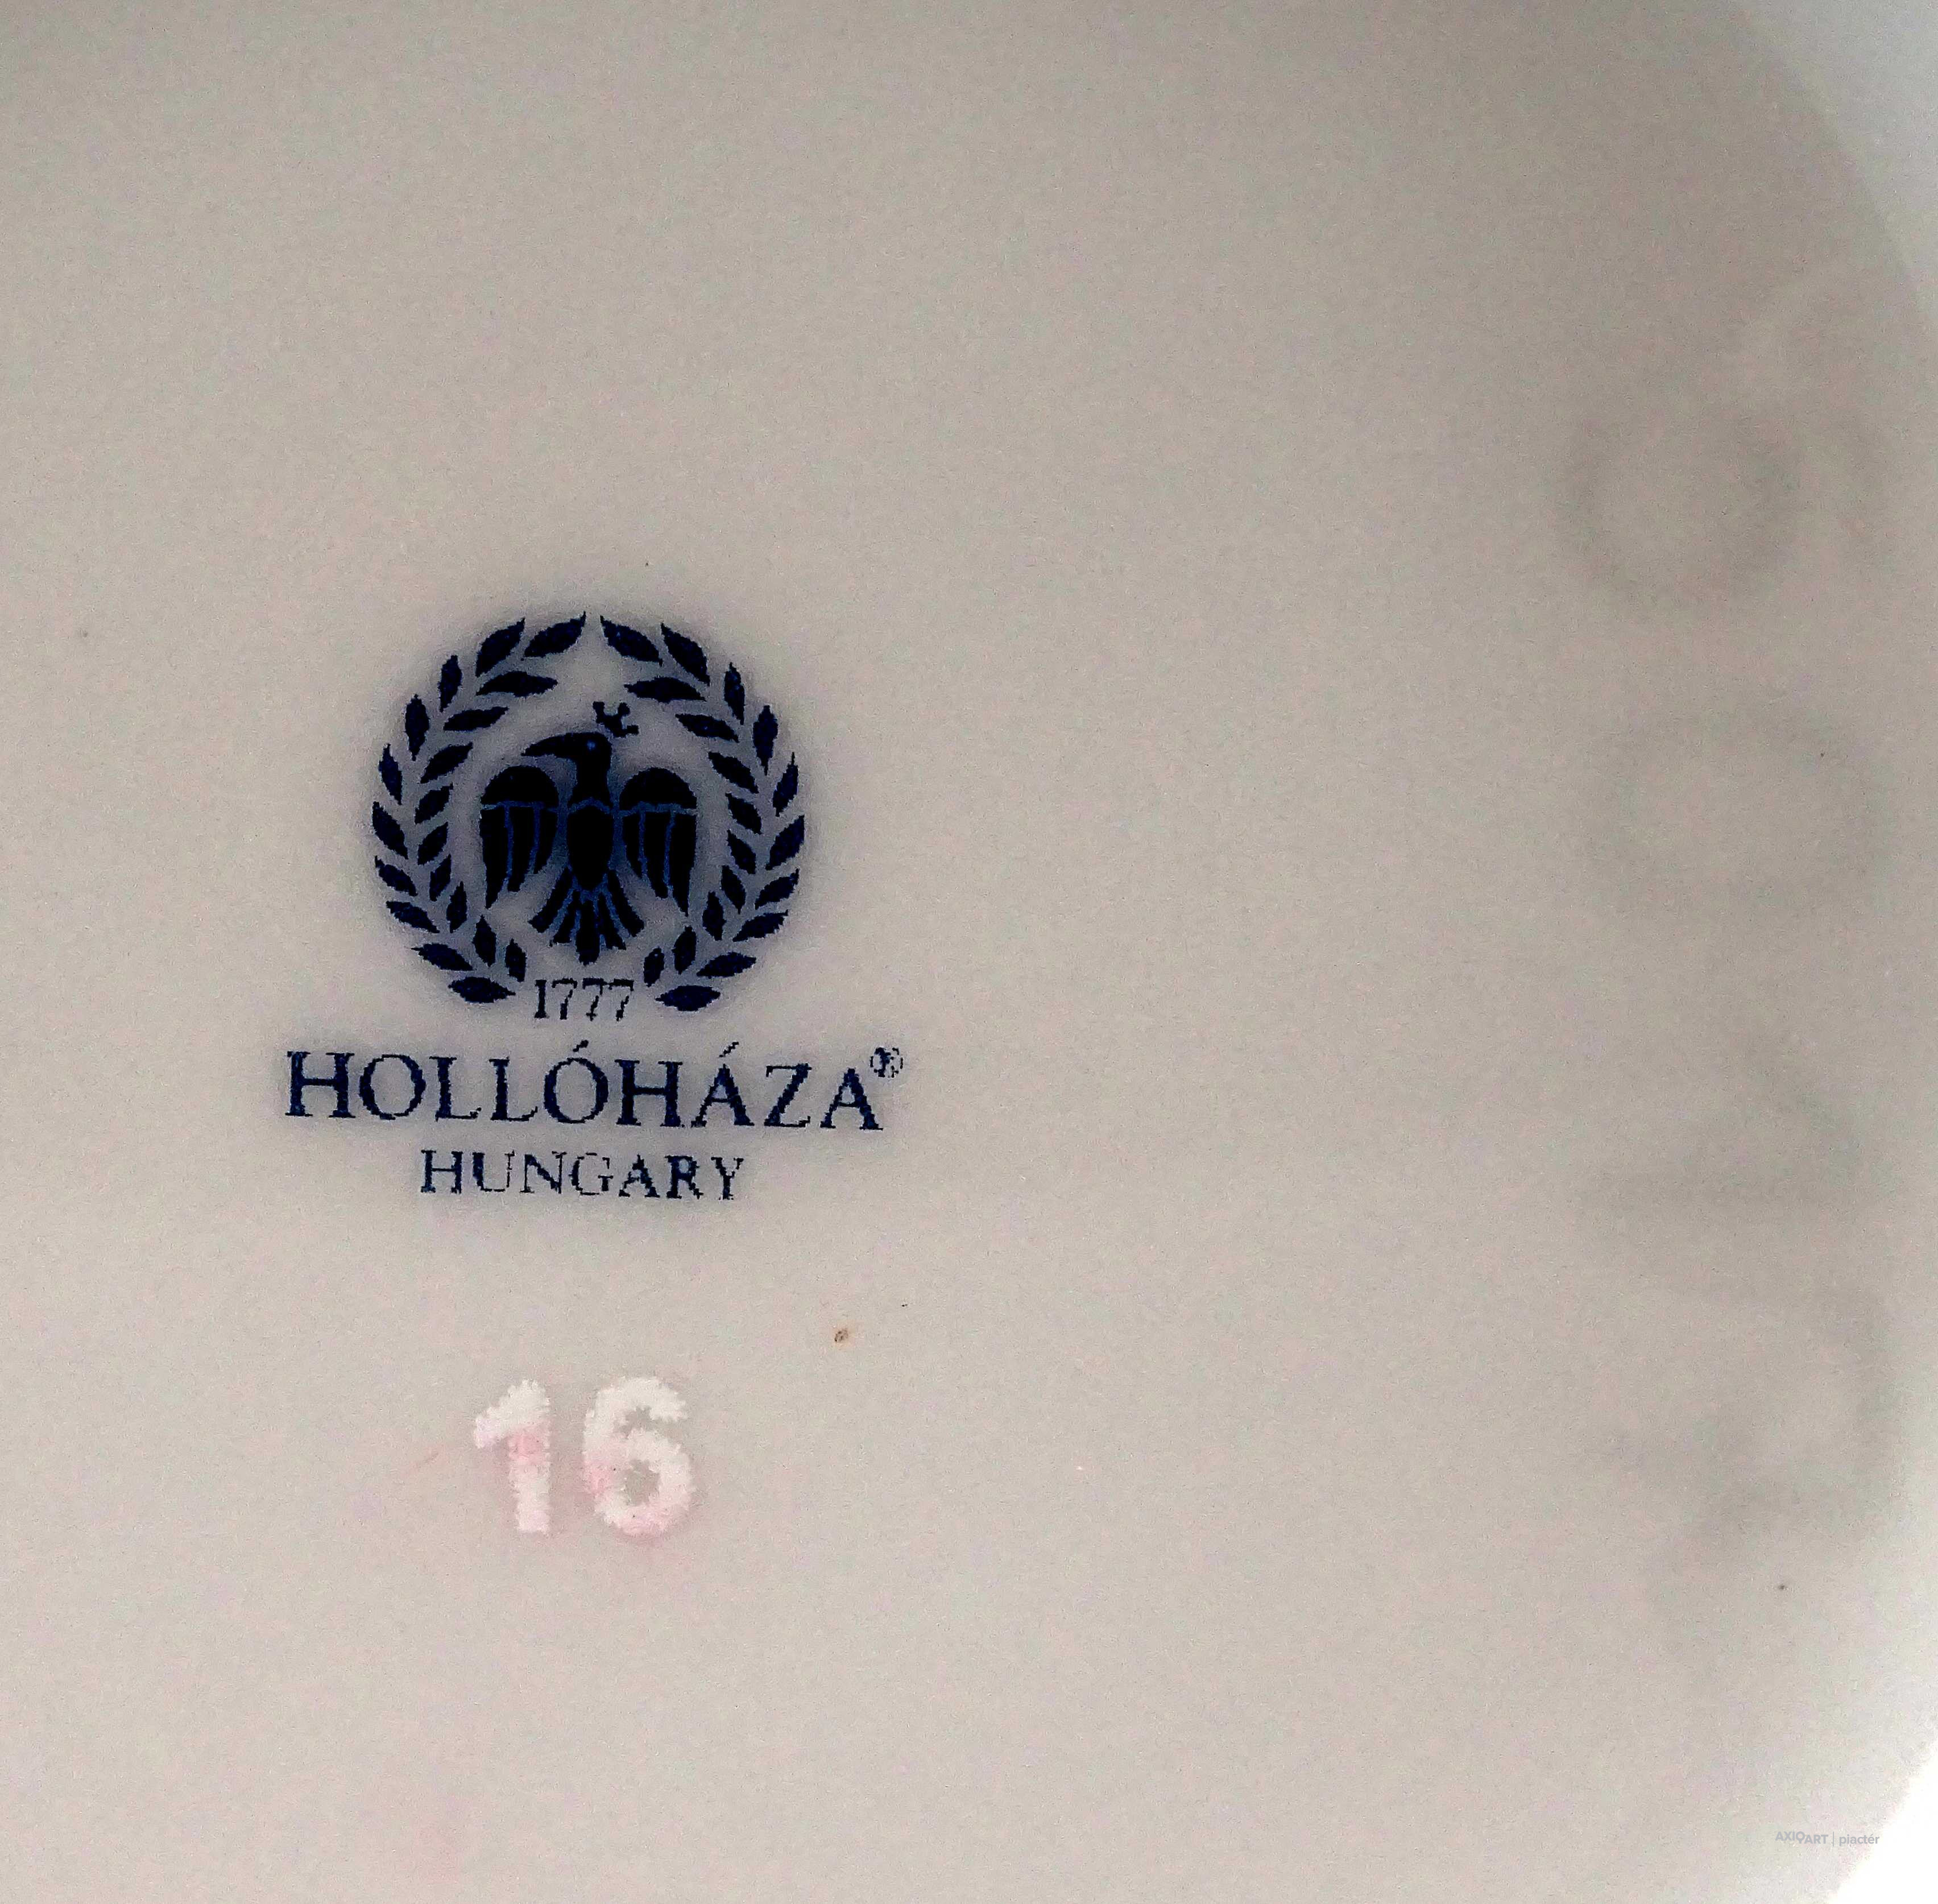 1777
HOLLÓHÁZA®
HUNGARY
16
AXIOART | piactér